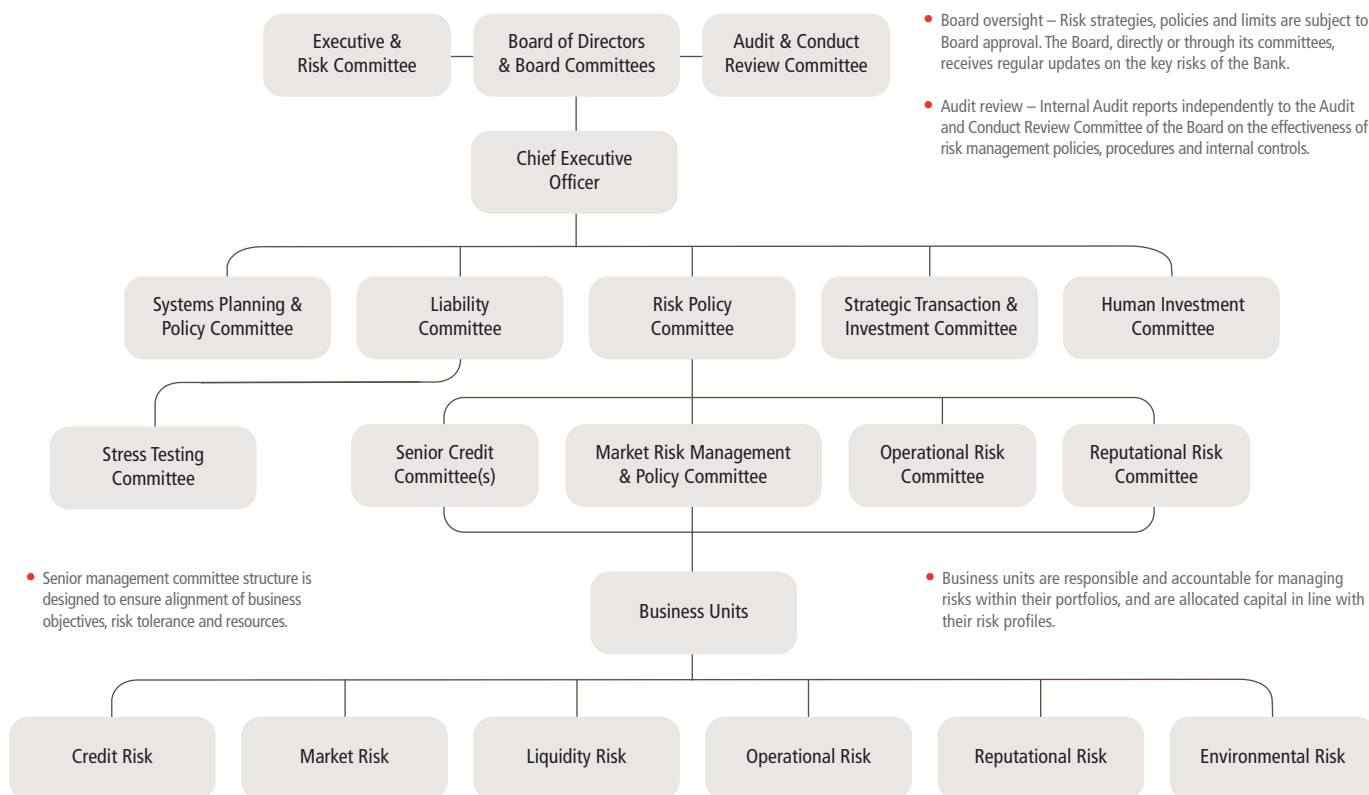 Executive &
Risk Committee
Board of Directors
& Board Committees
Audit & Conduct
Review Committee
• Board oversight – Risk strategies, policies and limits are subject to
Board approval. The Board, directly or through its committees,
receives regular updates on the key risks of the Bank.
• Audit review – Internal Audit reports independently to the Audit
and Conduct Review Committee of the Board on the effectiveness of
risk management policies, procedures and internal controls.
Chief Executive
Officer
Systems Planning &
Policy Committee
Liability
Committee
Risk Policy
Committee
Strategic Transaction &
Investment Committee
Human Investment
Committee
Stress Testing
Committee
Senior Credit
Committee(s)
Market Risk Management
& Policy Committee
Operational Risk
Committee
Reputational Risk
Committee
• Senior management committee structure is
designed to ensure alignment of business
objectives, risk tolerance and resources.
Business Units
• Business units are responsible and accountable for managing
risks within their portfolios, and are allocated capital in line with
their risk profiles.
Credit Risk
Market Risk
Liquidity Risk
Operational Risk
Reputational Risk
Environmental Risk